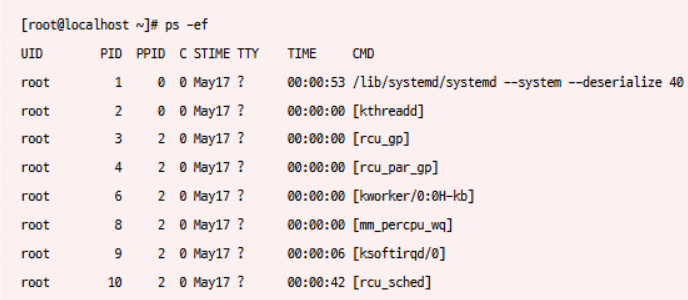 [root@localhost ~]# ps -ef
UID PID PPID C STIME TTY TIME CMD
root 1 0 0 May17 ? 00:00:53 /lib/systemd/systemd --system --deserialize 40
root 2 0 0 May17 ? 00:00:00 [kthreadd]
root 3 2 0 May17 ? 00:00:00 [rcu_gp]
root 4 2 0 May17 ? 00:00:00 [rcu_par_gp]
root 6 2 0 May17 ? 00:00:00 [kworker/0:0H-kb]
root 8 2 0 May17 ? 00:00:00 [mm_percpu_wq]
root 9 2 0 May17 ? 00:00:06 [ksoftirqd/0]
root 10 2 0 May17 ? 00:00:42 [rcu_sched]